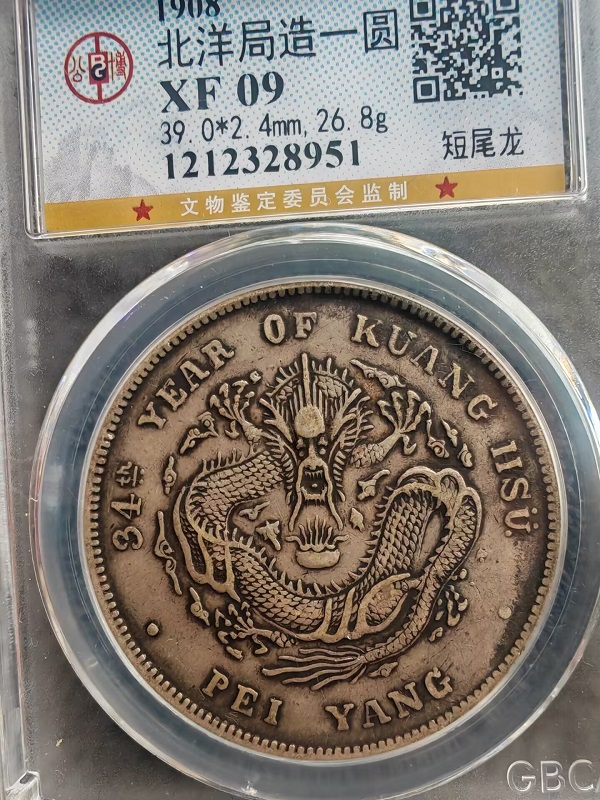 1908
北洋局造一圆
XF 09
39.0*2.4mm,26.8g
1212328951
短尾龙
文物鉴定委员会监制
34th YEAR OF KUANG HSÜ.
PEI YANG
GBCA